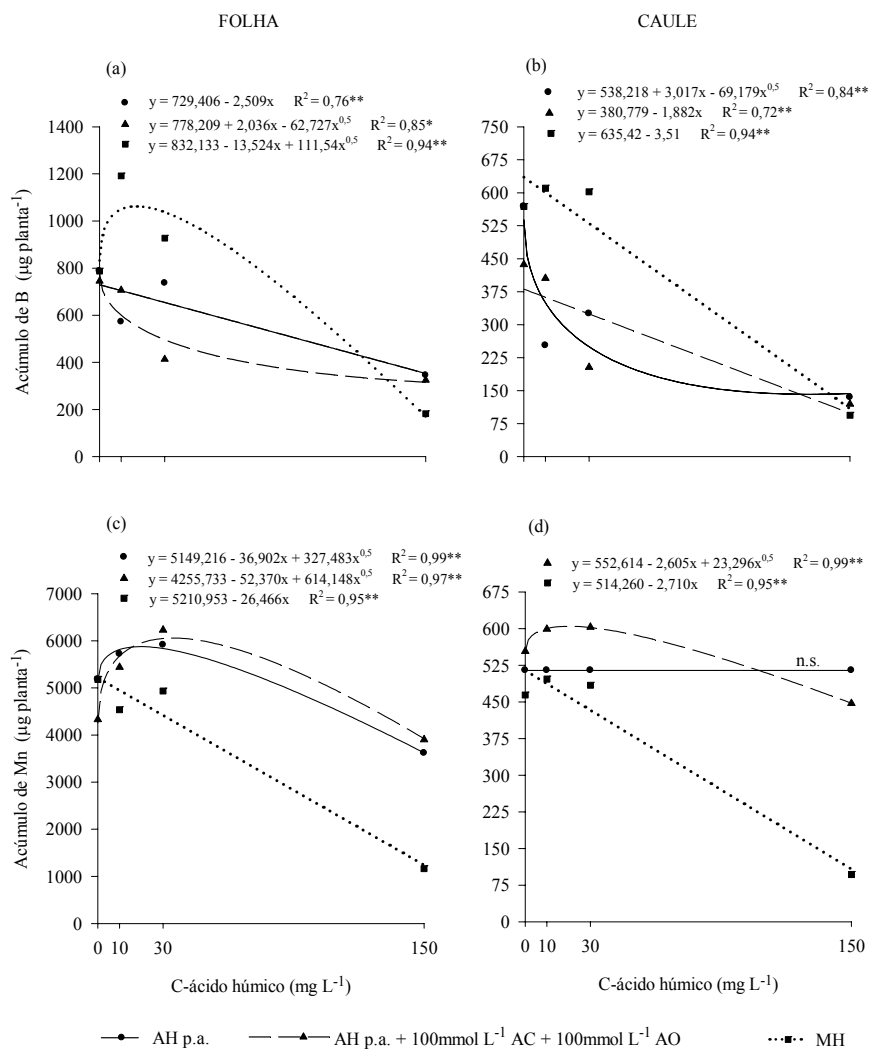 FOLHA
CAULE
(a)
y = 729,406 - 2,509x R² = 0,76**
y = 778,209 + 2,036x - 62,727x^0,5 R² = 0,85*
y = 832,133 - 13,524x + 111,54x^0,5 R² = 0,94**
Acúmulo de B (µg planta⁻¹)
1400
1200
1000
800
600
400
200
0
(b)
y = 538,218 + 3,017x - 69,179x^0,5 R² = 0,84**
y = 380,779 - 1,882x R² = 0,72**
y = 635,42 - 3,51 R² = 0,94**
750
675
600
525
450
375
300
225
150
75
0
(c)
y = 5149,216 - 36,902x + 327,483x^0,5 R² = 0,99**
y = 4255,733 - 52,370x + 614,148x^0,5 R² = 0,97**
y = 5210,953 - 26,466x R² = 0,95**
Acúmulo de Mn (µg planta⁻¹)
7000
6000
5000
4000
3000
2000
1000
0
0 10 30 150
C-ácido húmico (mg L⁻¹)
(d)
y = 552,614 - 2,605x + 23,296x^0,5 R² = 0,99**
y = 514,260 - 2,710x R² = 0,95**
n.s.
750
675
600
525
450
375
300
225
150
75
0
0 10 30 150
C-ácido húmico (mg L⁻¹)
AH p.a. AH p.a. + 100mmol L⁻¹ AC + 100mmol L⁻¹ AO MH